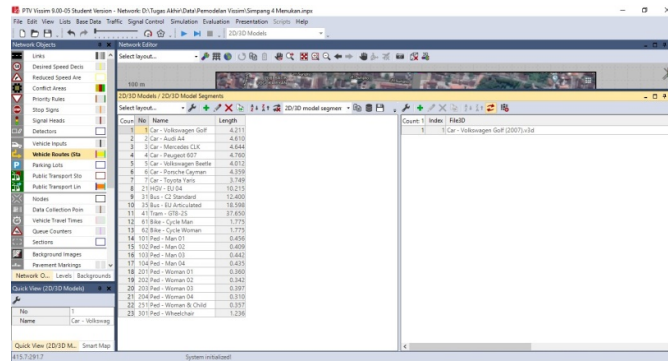 PTV Vissim 9.00-05 Student Version - Network: D:\Tugas Akhir\Data\Pemodelan Vissim\Simpang 4 Menukan.inpx
File Edit View Lists Base Data Traffic Signal Control Simulation Evaluation Presentation Scripts Help
2D/3D Models
Network Objects
Network Editor
Links
Desired Speed Decis
Reduced Speed Are
Conflict Areas
Priority Rules
Stop Signs
Signal Heads
Detectors
Vehicle Inputs
Vehicle Routes (Sta
Parking Lots
Public Transport Sto
Public Transport Lin
Nodes
Data Collection Poin
Vehicle Travel Times
Queue Counters
Sections
Background Images
Pavement Markings
Network O... Levels Backgrounds
Quick View (2D/3D Models)
No 1
Name Car - Volkswag
Quick View (2D/3D M... Smart Map
Select layout...
100 m
2D/3D Models / 2D/3D Model Segments
Select layout... 2D/3D model segmen
Coun No Name Length
1 1 Car - Volkswagen Golf 4.211
2 2 Car - Audi A4 4.610
3 3 Car - Mercedes CLK 4.644
4 4 Car - Peugeot 607 4.760
5 5 Car - Volkswagen Beetle 4.012
6 6 Car - Porsche Cayman 4.359
7 7 Car - Toyota Yaris 3.749
8 21 HGV - EU 04 10.215
9 31 Bus - C2 Standard 12.400
10 35 Bus - EU Articulated 18.598
11 41 Tram - GT8-2S 37.650
12 61 Bike - Cycle Man 1.775
13 62 Bike - Cycle Woman 1.775
14 101 Ped - Man 01 0.456
15 102 Ped - Man 02 0.409
16 103 Ped - Man 03 0.442
17 104 Ped - Man 04 0.435
18 201 Ped - Woman 01 0.360
19 202 Ped - Woman 02 0.342
20 203 Ped - Woman 03 0.397
21 204 Ped - Woman 04 0.310
22 251 Ped - Woman & Child 0.357
23 301 Ped - Wheelchair 1.236
Count: 1 Index File3D
1 1 Car - Volkswagen Golf (2007).v3d
415.7:291.7
System initialized!